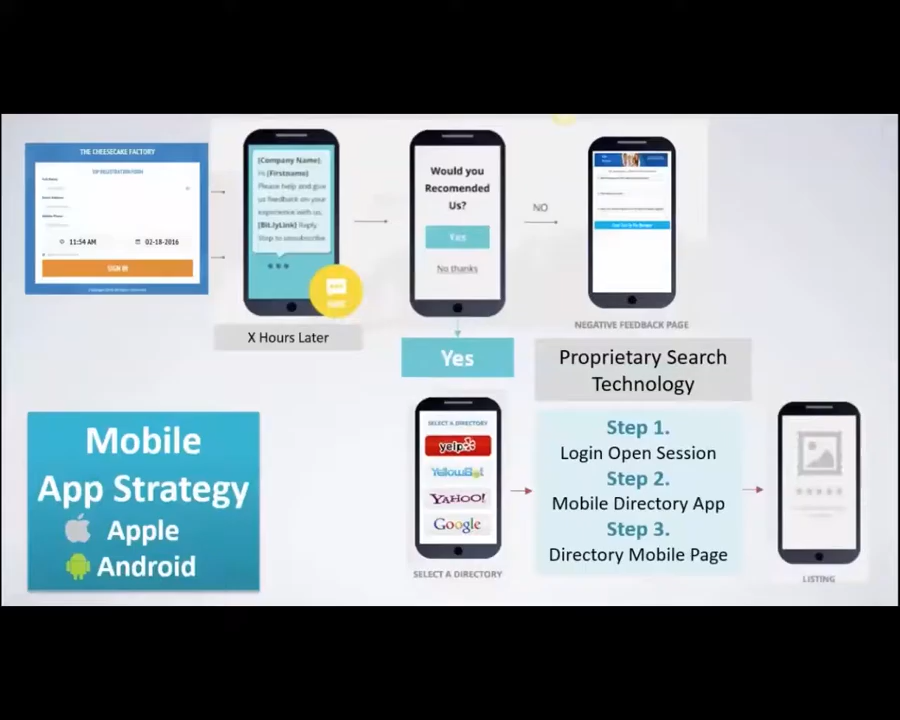 THE CHEESECAKE FACTORY
VIP REGISTRATION FORM
11:54 AM
02-18-2016
SIGN IN
[Company Name],
Hi [Firstname]
Please help and give
us feedback on your
experience with us.
[Bit.lyLink] Reply
Stop to unsubscribe
X Hours Later
Would you
Recomended
Us?
Yes
No thanks
NO
NEGATIVE FEEDBACK PAGE
Yes
Proprietary Search
Technology
Mobile
App Strategy
Apple
Android
SELECT A DIRECTORY
yelp
YellowBot
YAHOO!
Google
SELECT A DIRECTORY
Step 1.
Login Open Session
Step 2.
Mobile Directory App
Step 3.
Directory Mobile Page
LISTING